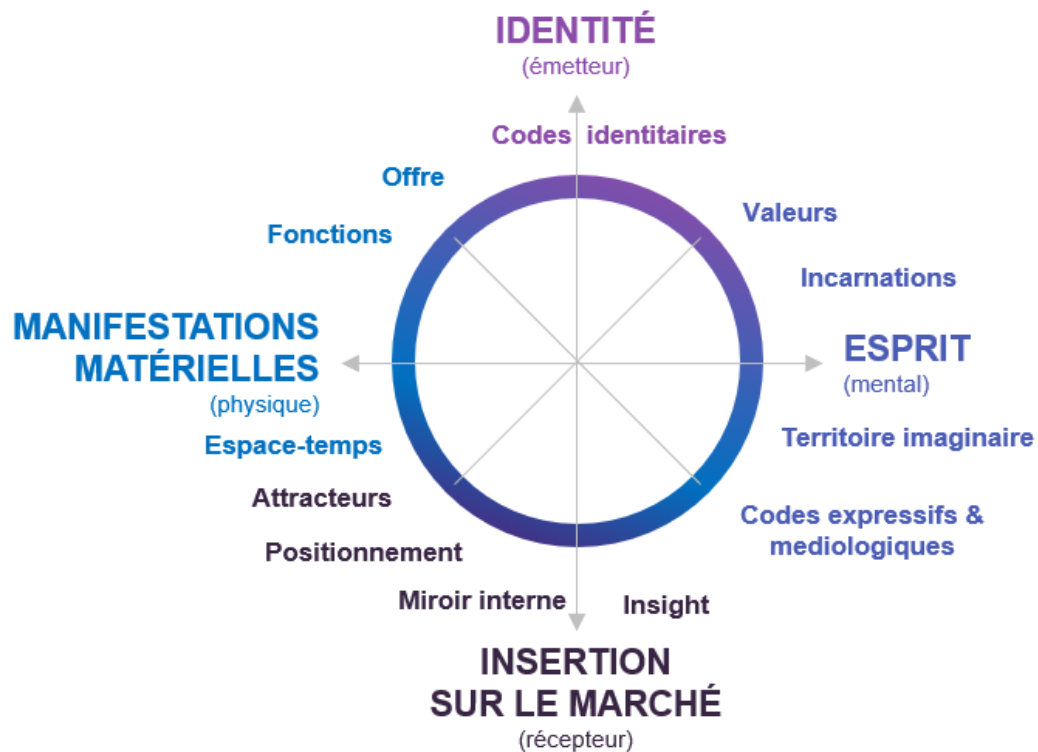 IDENTITÉ
(émetteur)
Codes identitaires
Offre
Valeurs
Fonctions
Incarnations
MANIFESTATIONS
MATÉRIELLES
(physique)
ESPRIT
(mental)
Espace-temps
Territoire imaginaire
Attracteurs
Codes expressifs &
mediologiques
Positionnement
Miroir interne
Insight
INSERTION
SUR LE MARCHÉ
(récepteur)